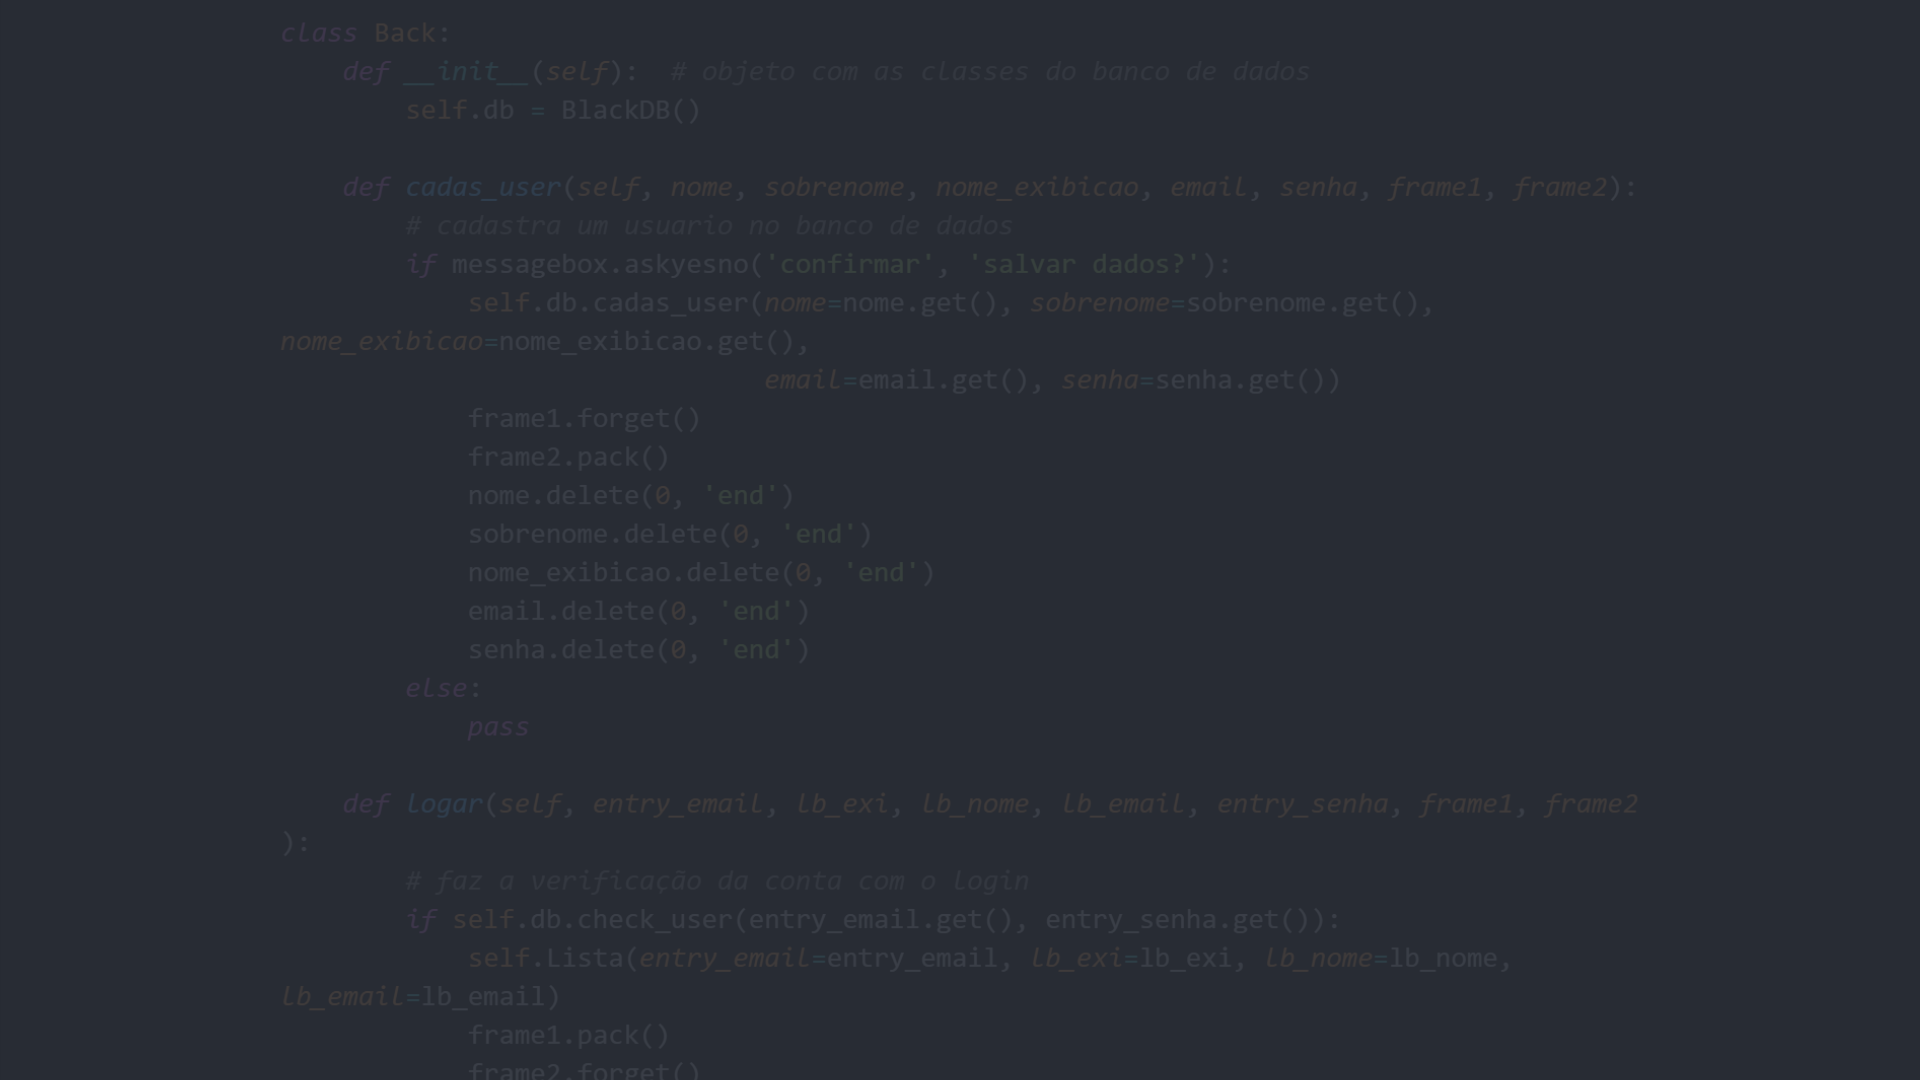 class Back:
    def __init__(self):  # objeto com as classes do banco de dados
        self.db = BlackDB()

    def cadas_user(self, nome, sobrenome, nome_exibicao, email, senha, frame1, frame2):
        # cadastra um usuario no banco de dados
        if messagebox.askyesno('confirmar', 'salvar dados?'):
            self.db.cadas_user(nome=nome.get(), sobrenome=sobrenome.get(),
nome_exibicao=nome_exibicao.get(),
                               email=email.get(), senha=senha.get())
            frame1.forget()
            frame2.pack()
            nome.delete(0, 'end')
            sobrenome.delete(0, 'end')
            nome_exibicao.delete(0, 'end')
            email.delete(0, 'end')
            senha.delete(0, 'end')
        else:
            pass

    def logar(self, entry_email, lb_exi, lb_nome, lb_email, entry_senha, frame1, frame2
):
        # faz a verificação da conta com o login
        if self.db.check_user(entry_email.get(), entry_senha.get()):
            self.Lista(entry_email=entry_email, lb_exi=lb_exi, lb_nome=lb_nome,
lb_email=lb_email)
            frame1.pack()
            frame2.forget()